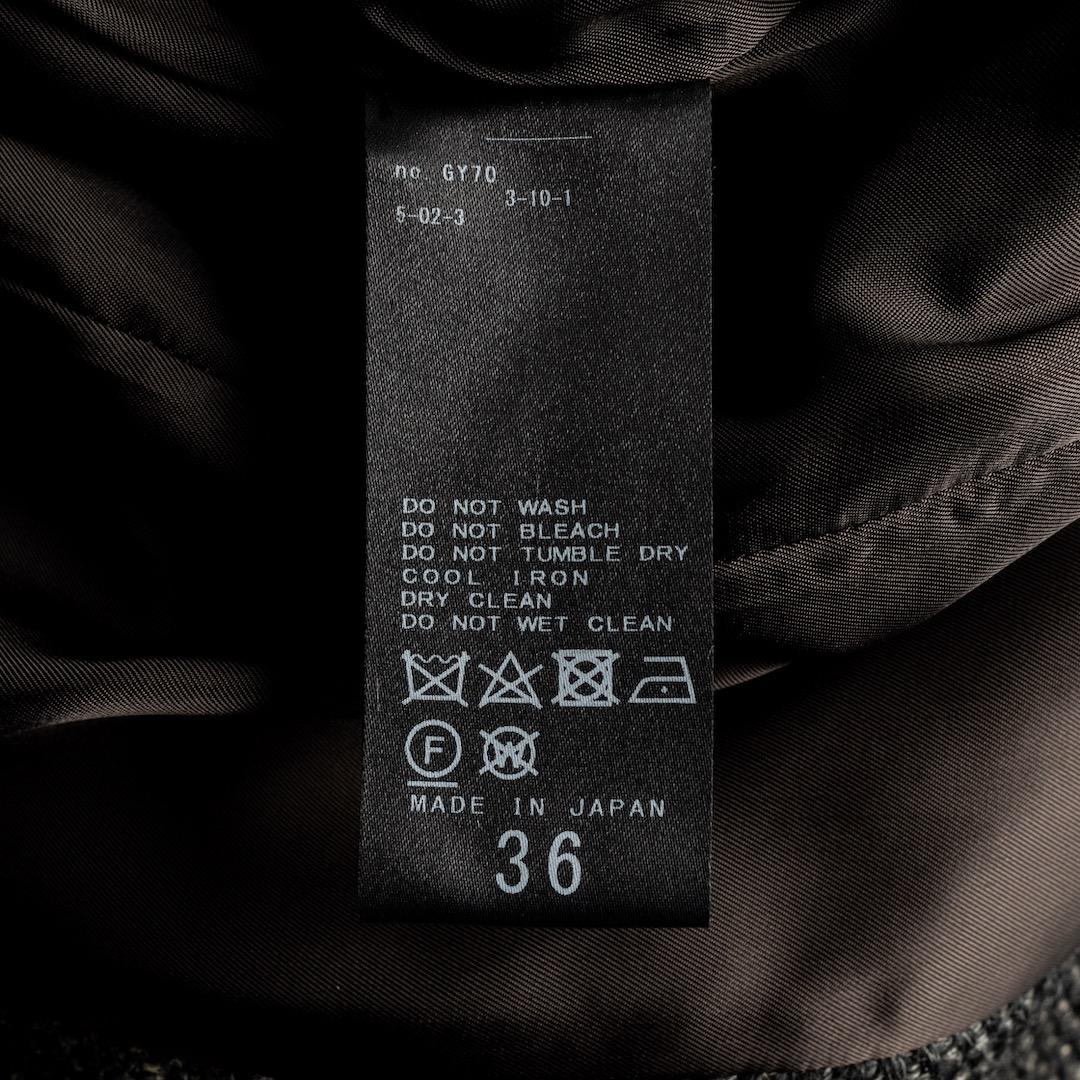 no. GY70
3-10-1
5-02-3
DO NOT WASH
DO NOT BLEACH
DO NOT TUMBLE DRY
COOL IRON
DRY CLEAN
DO NOT WET CLEAN
F W
MADE IN JAPAN
36